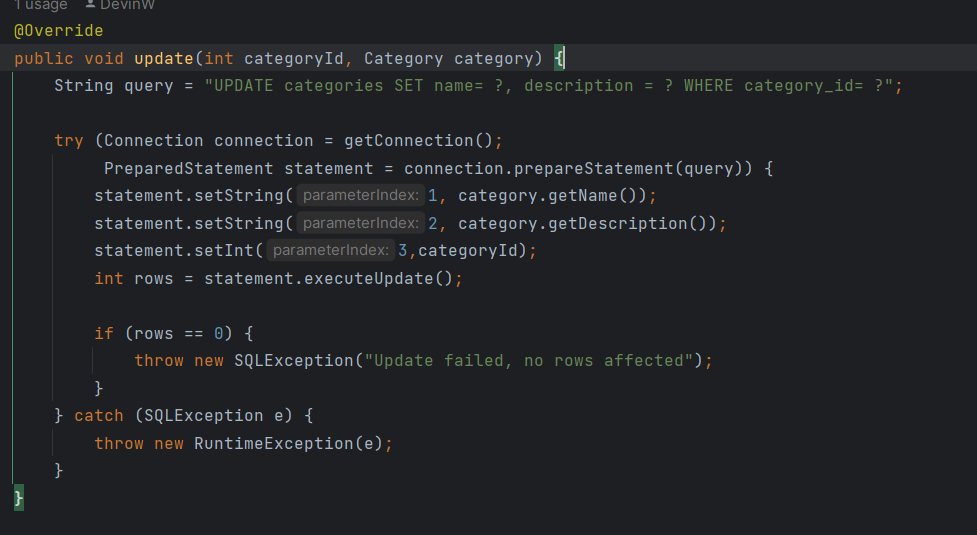 1 usage DevinW
@Override
public void update(int categoryId, Category category) {
    String query = "UPDATE categories SET name= ?, description = ? WHERE category_id= ?";
    try (Connection connection = getConnection();
         PreparedStatement statement = connection.prepareStatement(query)) {
        statement.setString( parameterIndex: 1, category.getName());
        statement.setString( parameterIndex: 2, category.getDescription());
        statement.setInt( parameterIndex: 3,categoryId);
        int rows = statement.executeUpdate();
        if (rows == 0) {
            throw new SQLException("Update failed, no rows affected");
        }
    } catch (SQLException e) {
        throw new RuntimeException(e);
    }
}